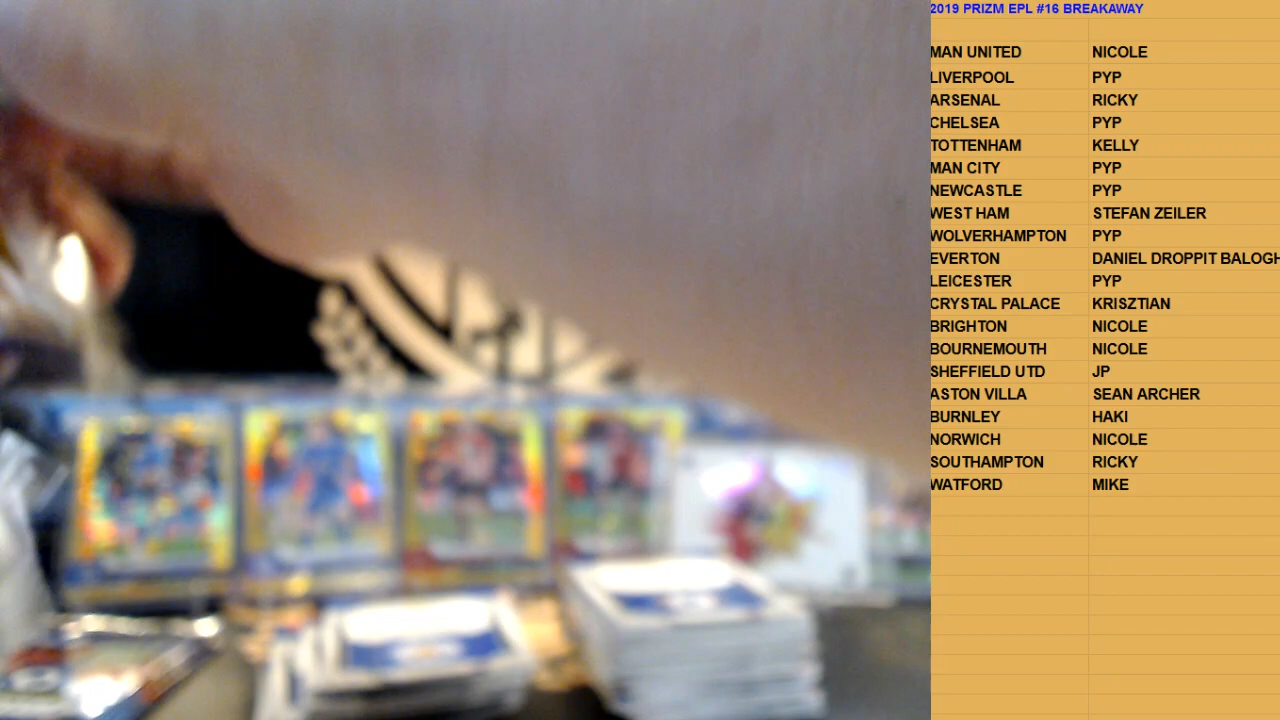 2019 PRIZM EPL #16 BREAKAWAY
MAN UNITED NICOLE
LIVERPOOL PYP
ARSENAL RICKY
CHELSEA PYP
TOTTENHAM KELLY
MAN CITY PYP
NEWCASTLE PYP
WEST HAM STEFAN ZEILER
WOLVERHAMPTON PYP
EVERTON DANIEL DROPPIT BALOGH
LEICESTER PYP
CRYSTAL PALACE KRISZTIAN
BRIGHTON NICOLE
BOURNEMOUTH NICOLE
SHEFFIELD UTD JP
ASTON VILLA SEAN ARCHER
BURNLEY HAKI
NORWICH NICOLE
SOUTHAMPTON RICKY
WATFORD MIKE